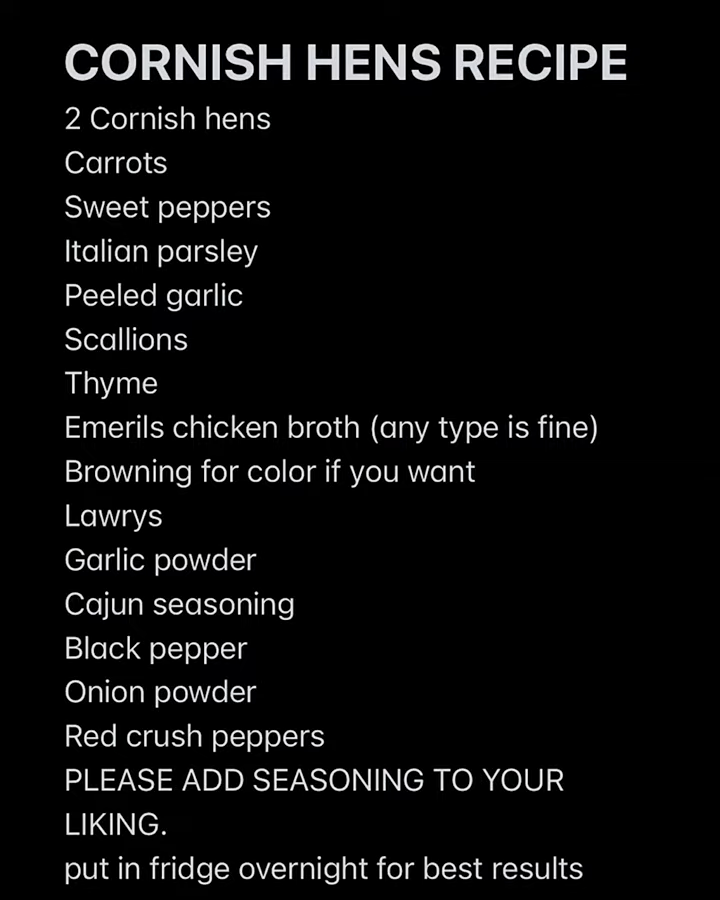 CORNISH HENS RECIPE
2 Cornish hens
Carrots
Sweet peppers
Italian parsley
Peeled garlic
Scallions
Thyme
Emerils chicken broth (any type is fine)
Browning for color if you want
Lawrys
Garlic powder
Cajun seasoning
Black pepper
Onion powder
Red crush peppers
PLEASE ADD SEASONING TO YOUR
LIKING.
put in fridge overnight for best results